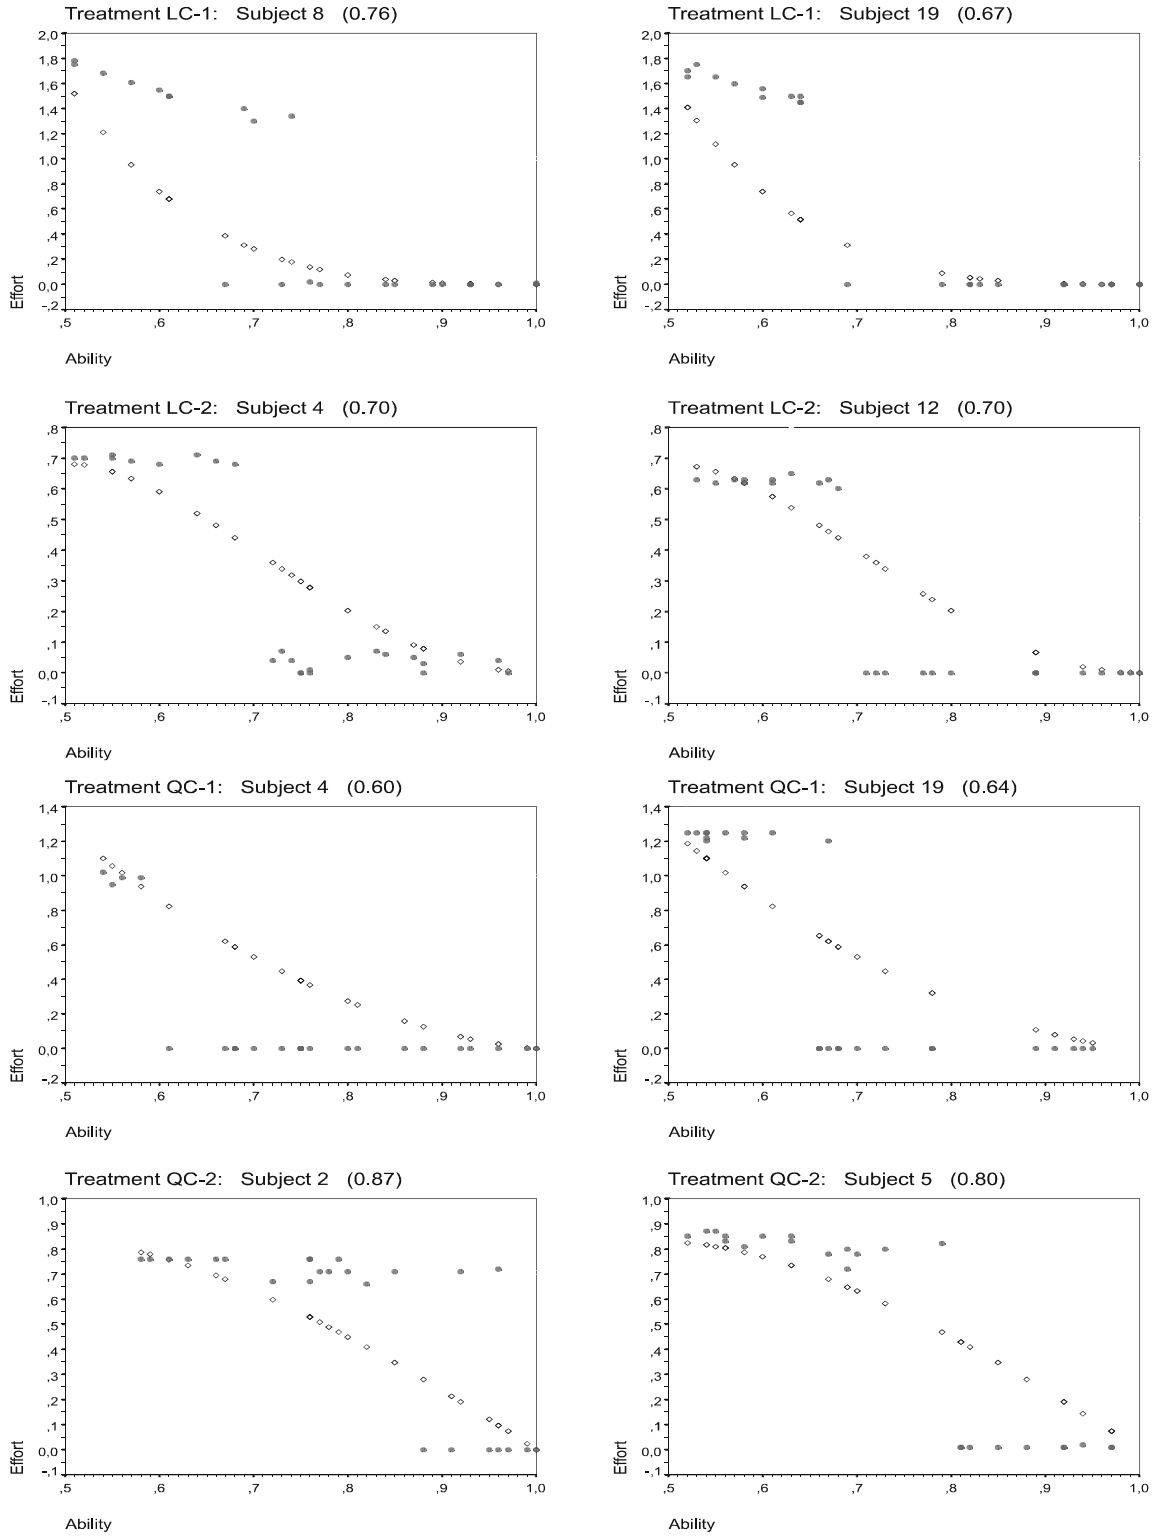 Treatment LC-1: Subject 8 (0.76)
2,0
1,8
1,6
1,4
1,2
1,0
,8
,6
,4
,2
0,0
-,2
Effort
,5 ,6 ,7 ,8 ,9 1,0
Ability
Treatment LC-1: Subject 19 (0.67)
2,0
1,8
1,6
1,4
1,2
1,0
,8
,6
,4
,2
0,0
-,2
Effort
,5 ,6 ,7 ,8 ,9 1,0
Ability
Treatment LC-2: Subject 4 (0.70)
,8
,7
,6
,5
,4
,3
,2
,1
0,0
-,1
Effort
,5 ,6 ,7 ,8 ,9 1,0
Ability
Treatment LC-2: Subject 12 (0.70)
,8
,7
,6
,5
,4
,3
,2
,1
0,0
-,1
Effort
,5 ,6 ,7 ,8 ,9 1,0
Ability
Treatment QC-1: Subject 4 (0.60)
1,4
1,2
1,0
,8
,6
,4
,2
0,0
-,2
Effort
,5 ,6 ,7 ,8 ,9 1,0
Ability
Treatment QC-1: Subject 19 (0.64)
1,4
1,2
1,0
,8
,6
,4
,2
0,0
-,2
Effort
,5 ,6 ,7 ,8 ,9 1,0
Ability
Treatment QC-2: Subject 2 (0.87)
1,0
,9
,8
,7
,6
,5
,4
,3
,2
,1
0,0
-,1
Effort
,5 ,6 ,7 ,8 ,9 1,0
Ability
Treatment QC-2: Subject 5 (0.80)
1,0
,9
,8
,7
,6
,5
,4
,3
,2
,1
0,0
-,1
Effort
,5 ,6 ,7 ,8 ,9 1,0
Ability